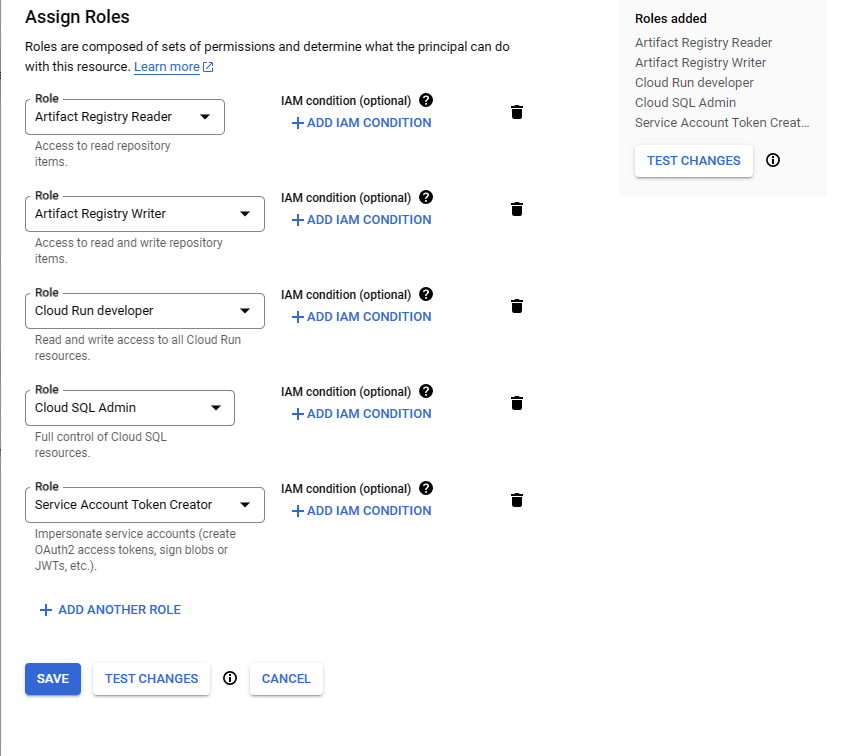 Assign Roles
Roles are composed of sets of permissions and determine what the principal can do
with this resource. Learn more
Role
Artifact Registry Reader
Access to read repository
items.
IAM condition (optional)
ADD IAM CONDITION
Role
Artifact Registry Writer
Access to read and write repository
items.
IAM condition (optional)
ADD IAM CONDITION
Role
Cloud Run developer
Read and write access to all Cloud Run
resources.
IAM condition (optional)
ADD IAM CONDITION
Role
Cloud SQL Admin
Full control of Cloud SQL
resources.
IAM condition (optional)
ADD IAM CONDITION
Role
Service Account Token Creator
Impersonate service accounts (create
OAuth2 access tokens, sign blobs or
JWTs, etc.).
IAM condition (optional)
ADD IAM CONDITION
ADD ANOTHER ROLE
SAVE
TEST CHANGES
CANCEL
Roles added
Artifact Registry Reader
Artifact Registry Writer
Cloud Run developer
Cloud SQL Admin
Service Account Token Creat...
TEST CHANGES